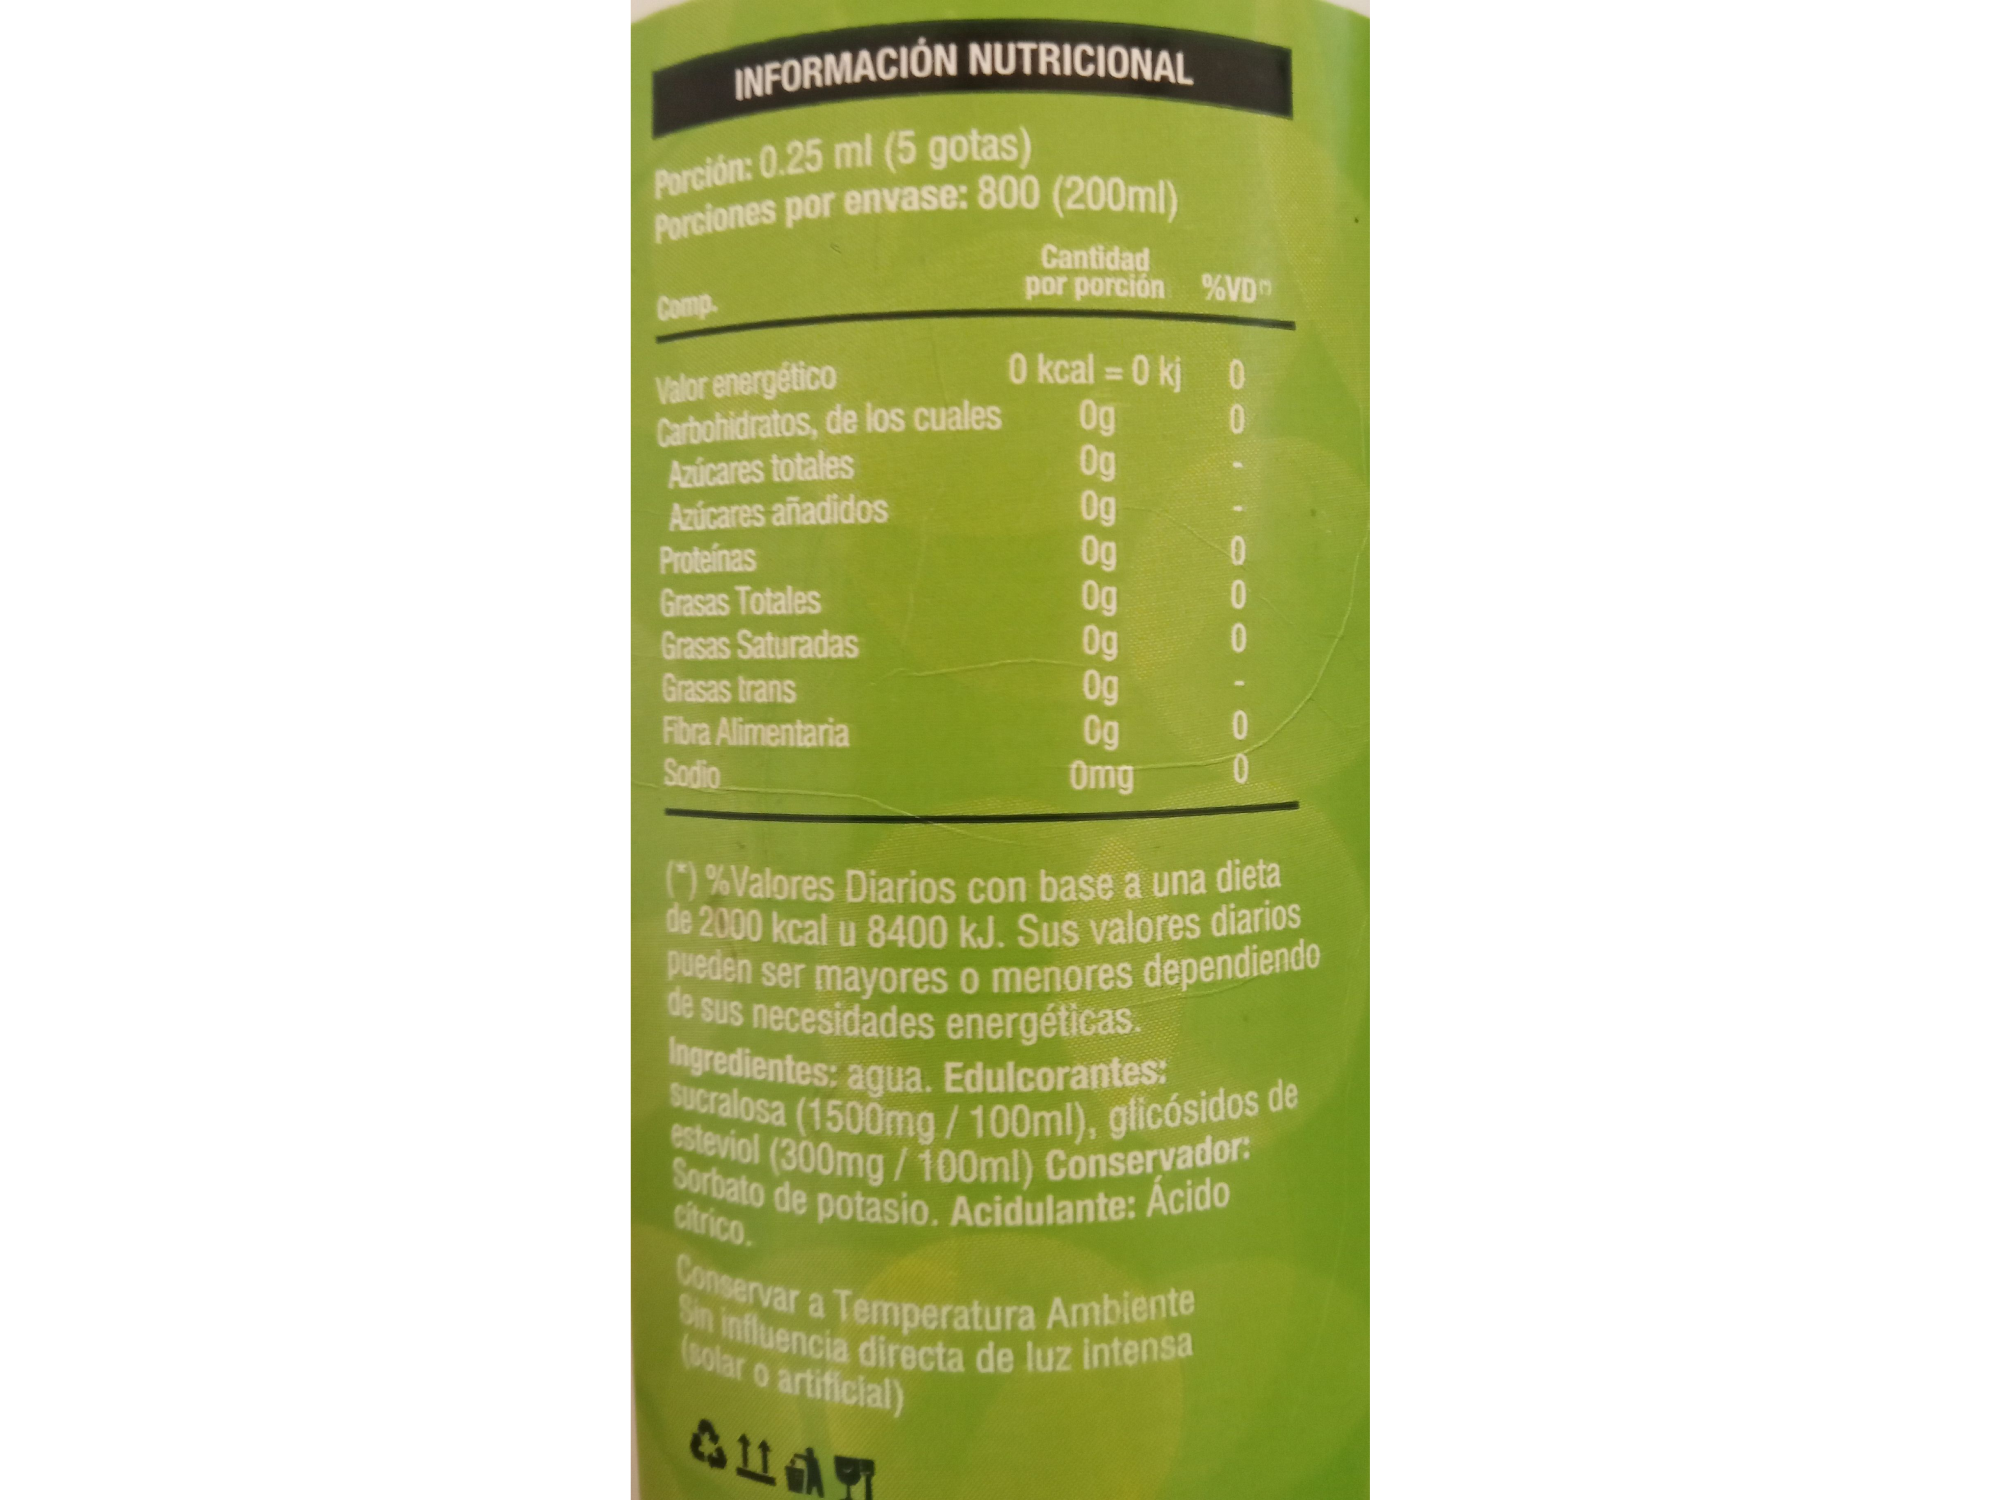 INFORMACIÓN NUTRICIONAL
Porción: 0.25 ml (5 gotas)
Porciones por envase: 800 (200ml)
Comp. Cantidad por porción %VD(*)
Valor energético 0 kcal = 0 kj 0
Carbohidratos, de los cuales 0g 0
Azúcares totales 0g -
Azúcares añadidos 0g -
Proteínas 0g 0
Grasas Totales 0g 0
Grasas Saturadas 0g 0
Grasas trans 0g -
Fibra Alimentaria 0g 0
Sodio 0mg 0
(*) %Valores Diarios con base a una dieta
de 2000 kcal u 8400 kJ. Sus valores diarios
pueden ser mayores o menores dependiendo
de sus necesidades energéticas.
Ingredientes: agua. Edulcorantes:
sucralosa (1500mg / 100ml), glicósidos de
esteviol (300mg / 100ml) Conservador:
Sorbato de potasio. Acidulante: Ácido
cítrico.
Conservar a Temperatura Ambiente
Sin influencia directa de luz intensa
(solar o artificial)